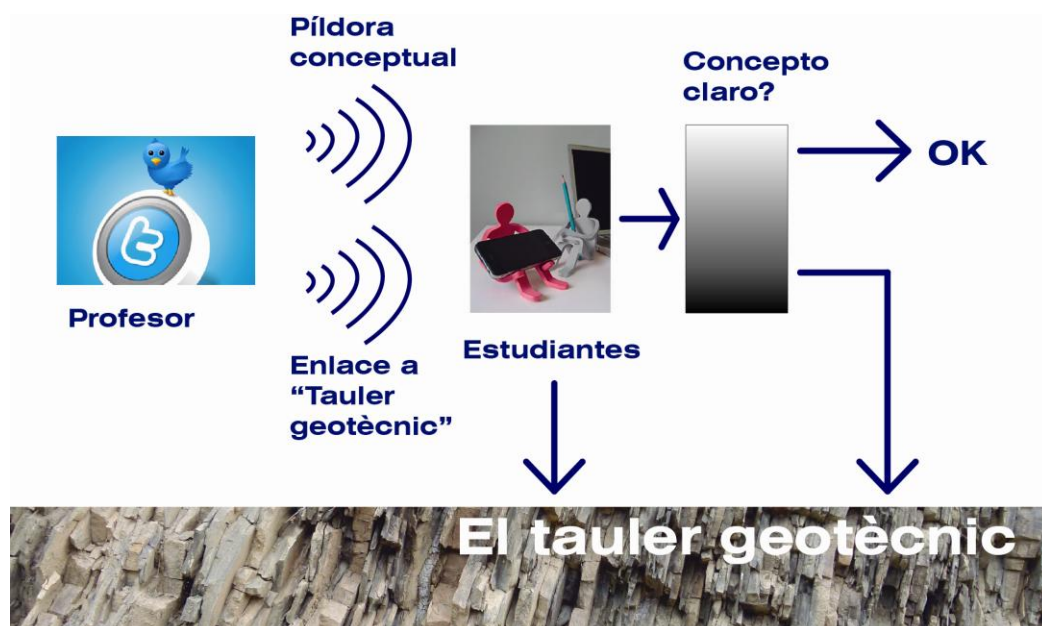 Píldora
conceptual
Concepto
claro?
OK
Profesor
Estudiantes
Enlace a
“Tauler
geotècnic”
El tauler geotècnic